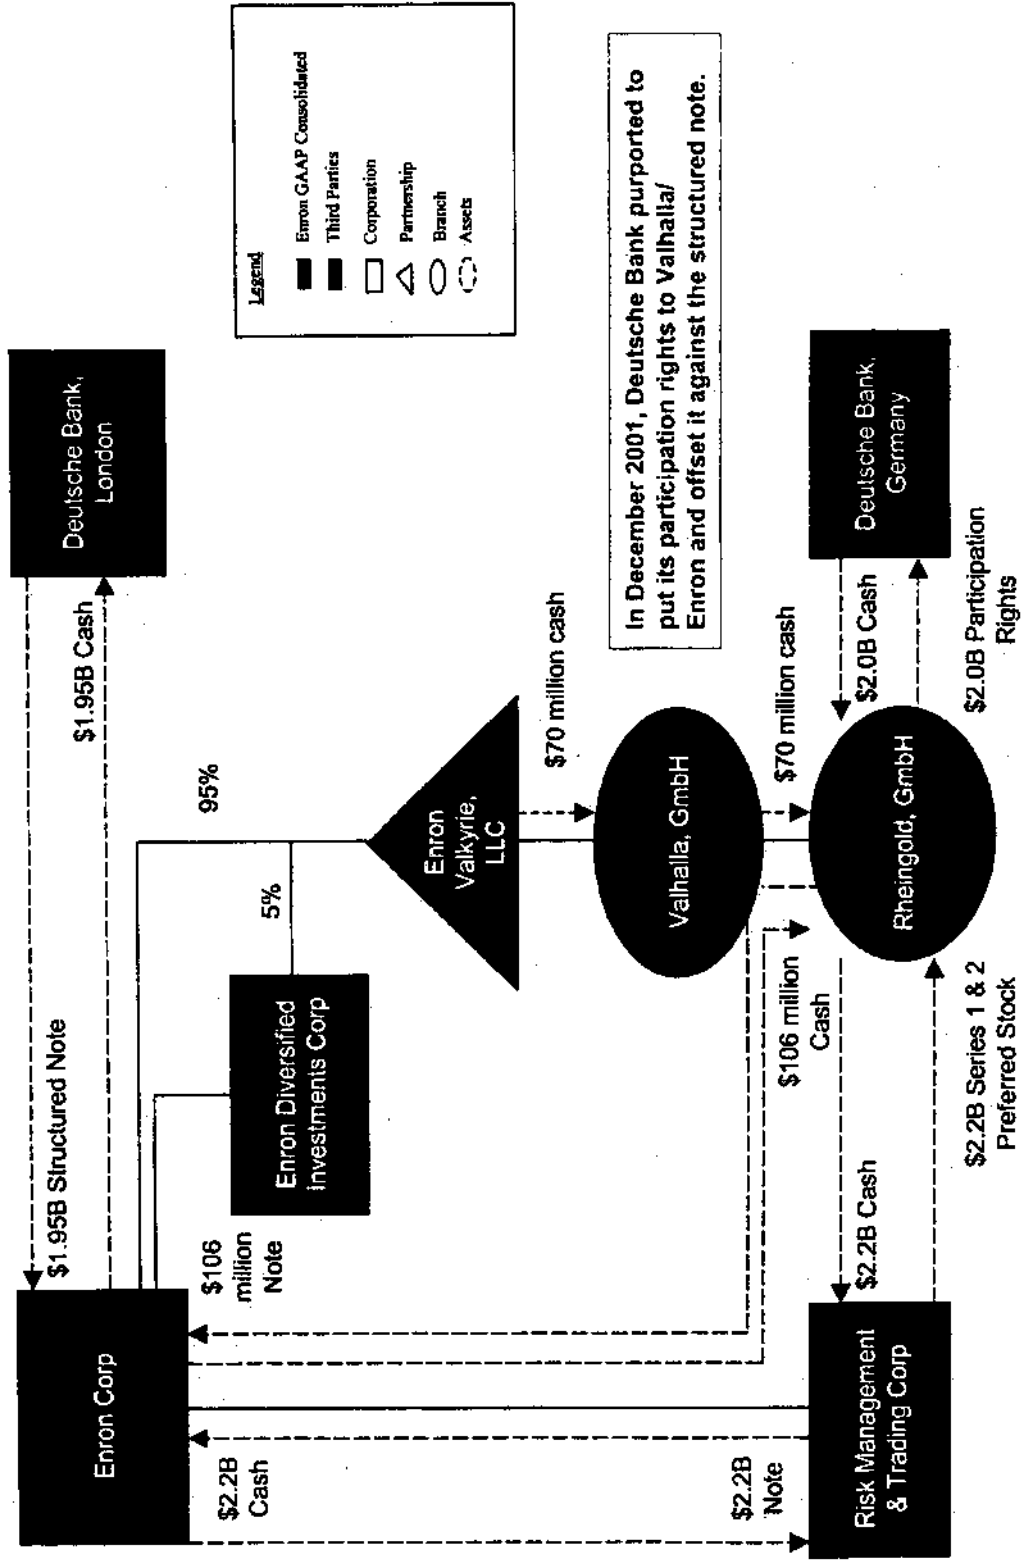 Enron Corp
$1.95B Structured Note
$1.95B Cash
Deutsche Bank,
London
95%
5%
Enron Diversified
Investments Corp
$106
million
Note
Enron
Valkyrie,
LLC
$70 million cash
Valhalla, GmbH
$70 million cash
$106 million
Cash
Rheingold, GmbH
$2.0B Cash
$2.0B Participation
Rights
Deutsche Bank,
Germany
$2.2B
Cash
$2.2B
Note
Risk Management
& Trading Corp
$2.2B Cash
$2.2B Series 1 & 2
Preferred Stock
Legend
Enron GAAP Consolidated
Third Parties
Corporation
Partnership
Branch
Assets
In December 2001, Deutsche Bank purported to
put its participation rights to Valhalla/
Enron and offset it against the structured note.